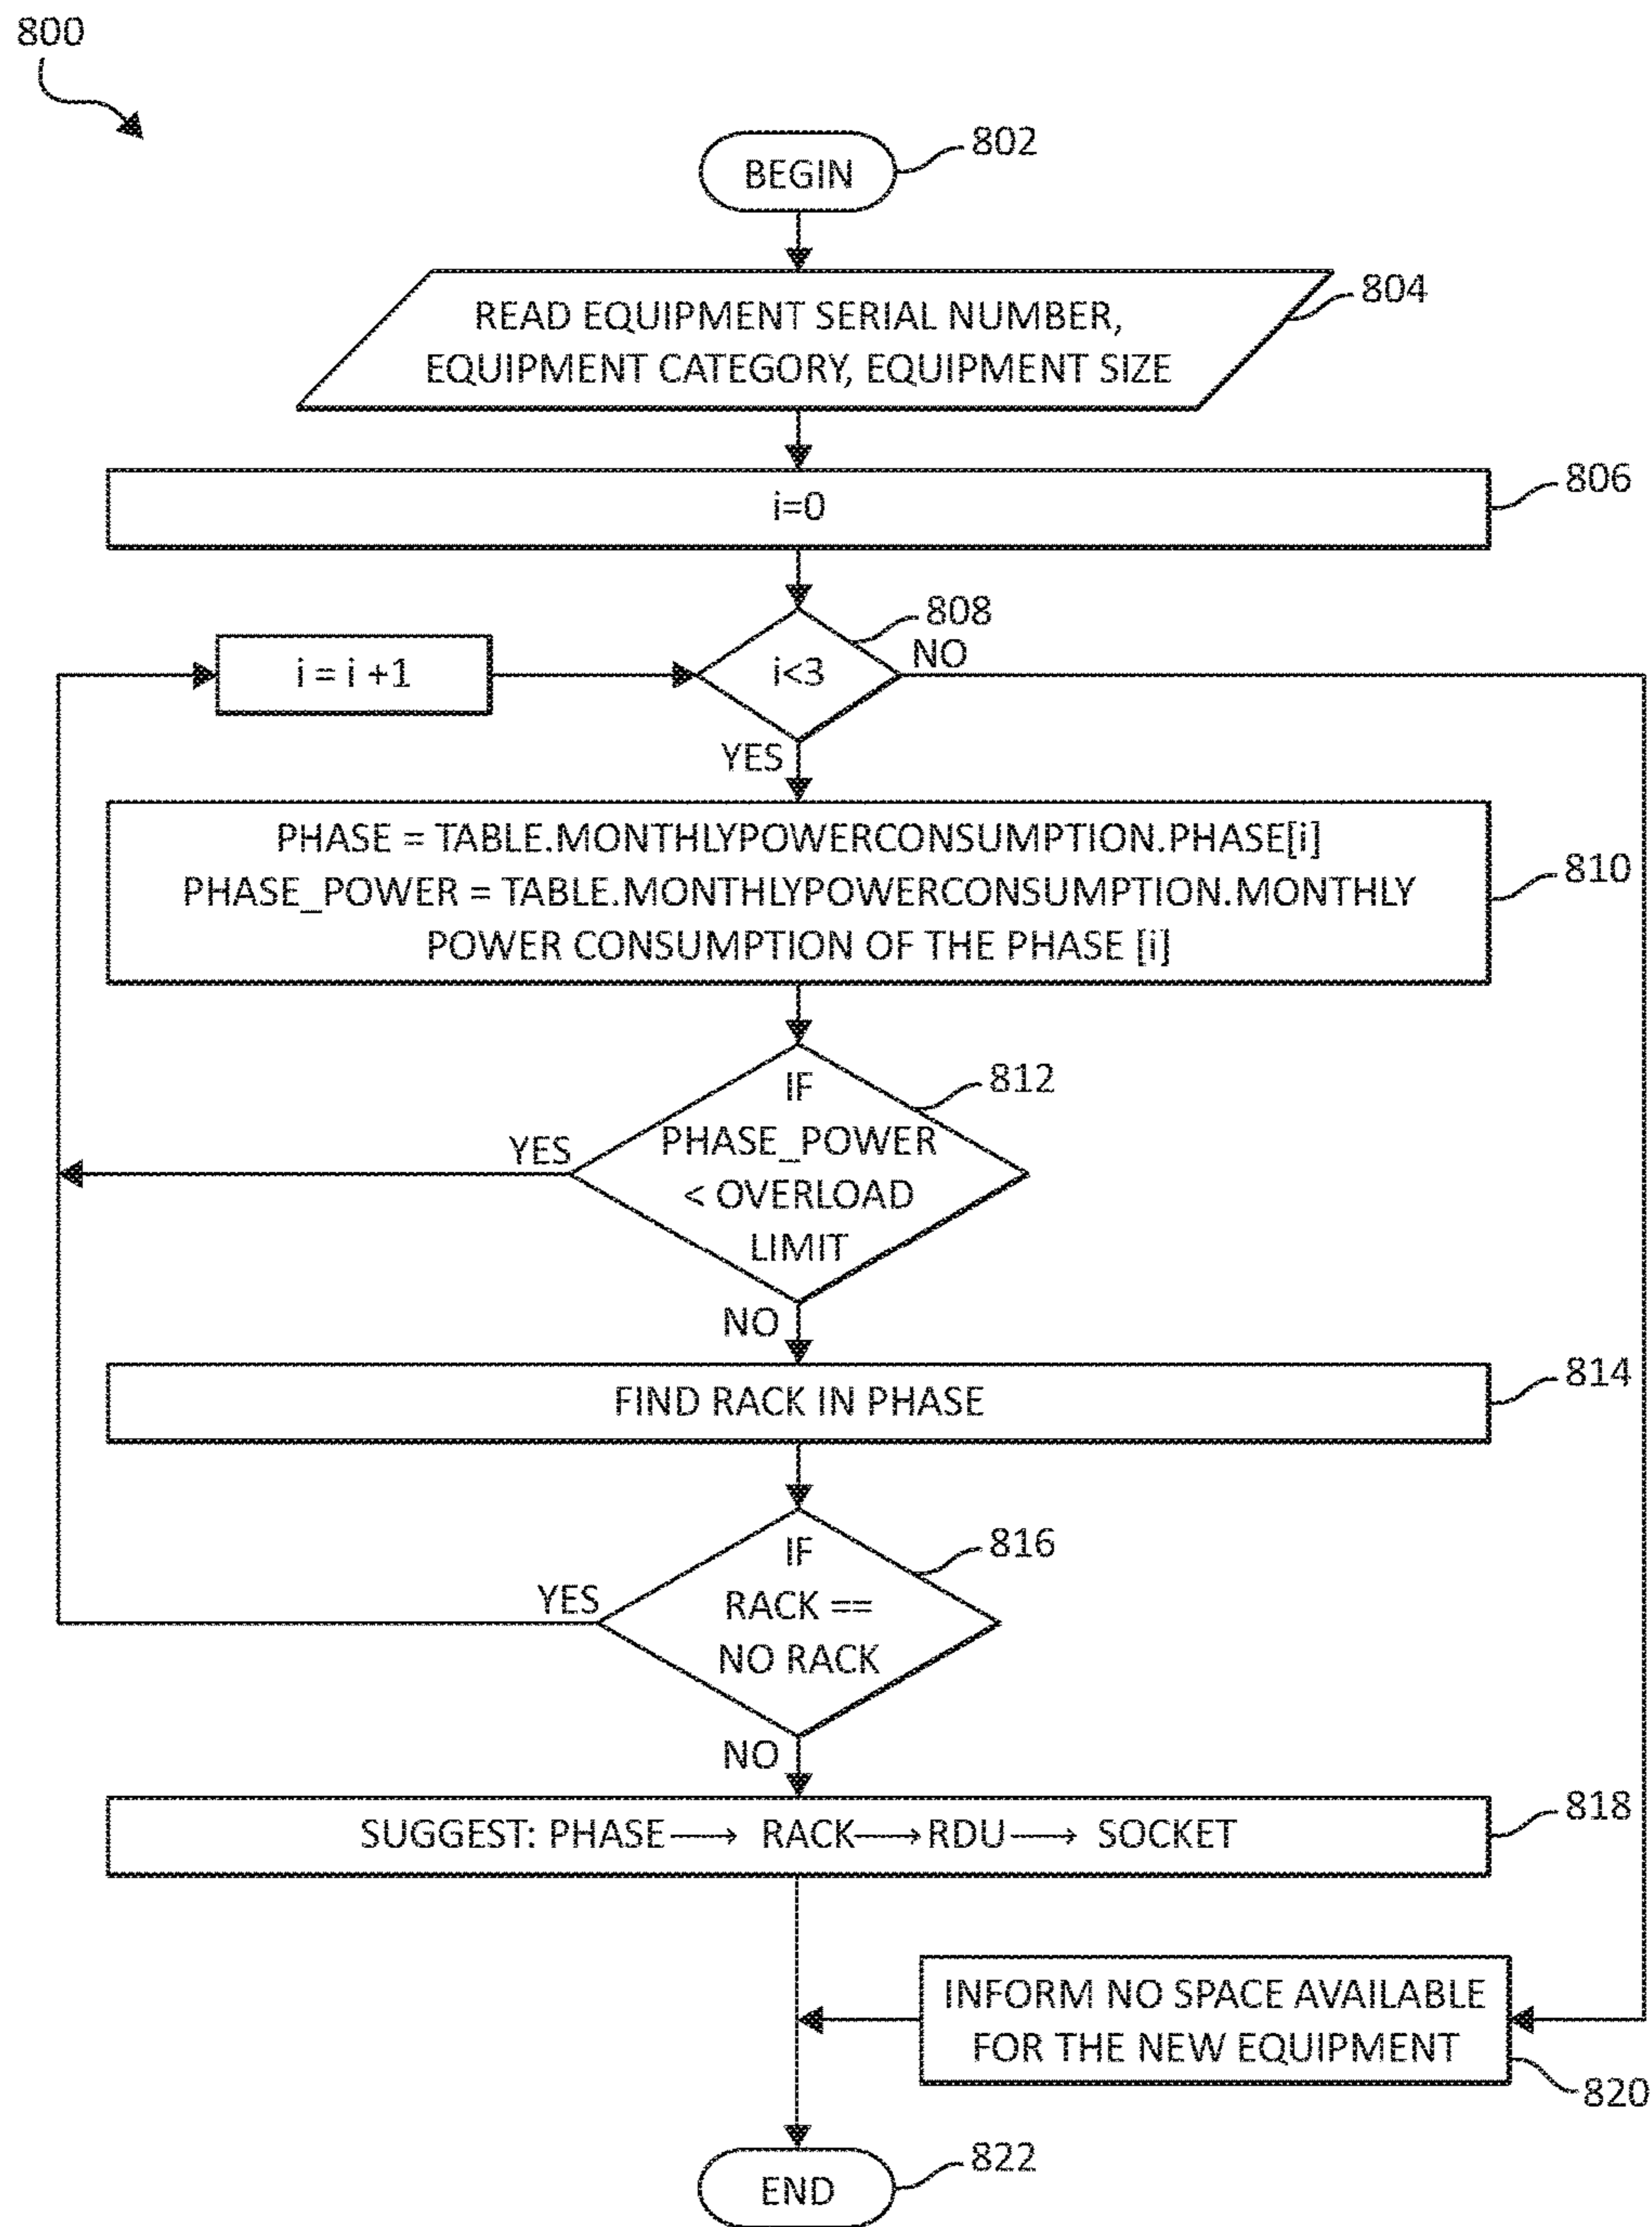 800
802
BEGIN
804
READ EQUIPMENT SERIAL NUMBER,
EQUIPMENT CATEGORY, EQUIPMENT SIZE
806
i=0
808
i = i +1
i<3
NO
YES
PHASE = TABLE.MONTHLYPOWERCONSUMPTION.PHASE[i]
PHASE_POWER = TABLE.MONTHLYPOWERCONSUMPTION.MONTHLY
POWER CONSUMPTION OF THE PHASE [i]
810
IF
PHASE_POWER
< OVERLOAD
LIMIT
812
YES
NO
814
FIND RACK IN PHASE
IF
RACK ==
NO RACK
816
YES
NO
818
SUGGEST: PHASE⟶ RACK⟶RDU⟶ SOCKET
INFORM NO SPACE AVAILABLE
FOR THE NEW EQUIPMENT
820
822
END